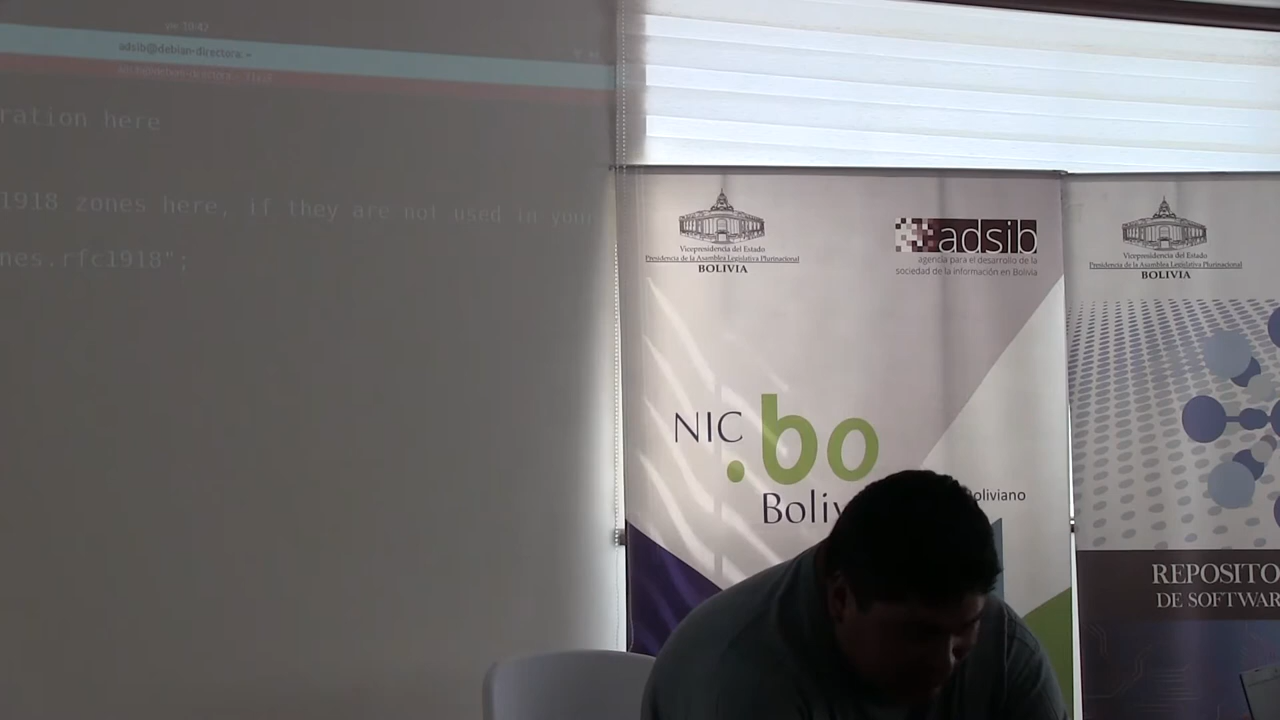 adsib@debian-directora: ~
ration here
1918 zones here, if they are not used in your
nes.rfc1918";
Vicepresidencia del Estado
Presidencia de la Asamblea Legislativa Plurinacional
BOLIVIA
adsib
agencia para el desarrollo de la
sociedad de la información en Bolivia
NIC
.bo
Boliv
oliviano
Vicepresidencia del Estado
Presidencia de la Asamblea Legislativa Plurinacional
BOLIVIA
REPOSITO
DE SOFTWAR